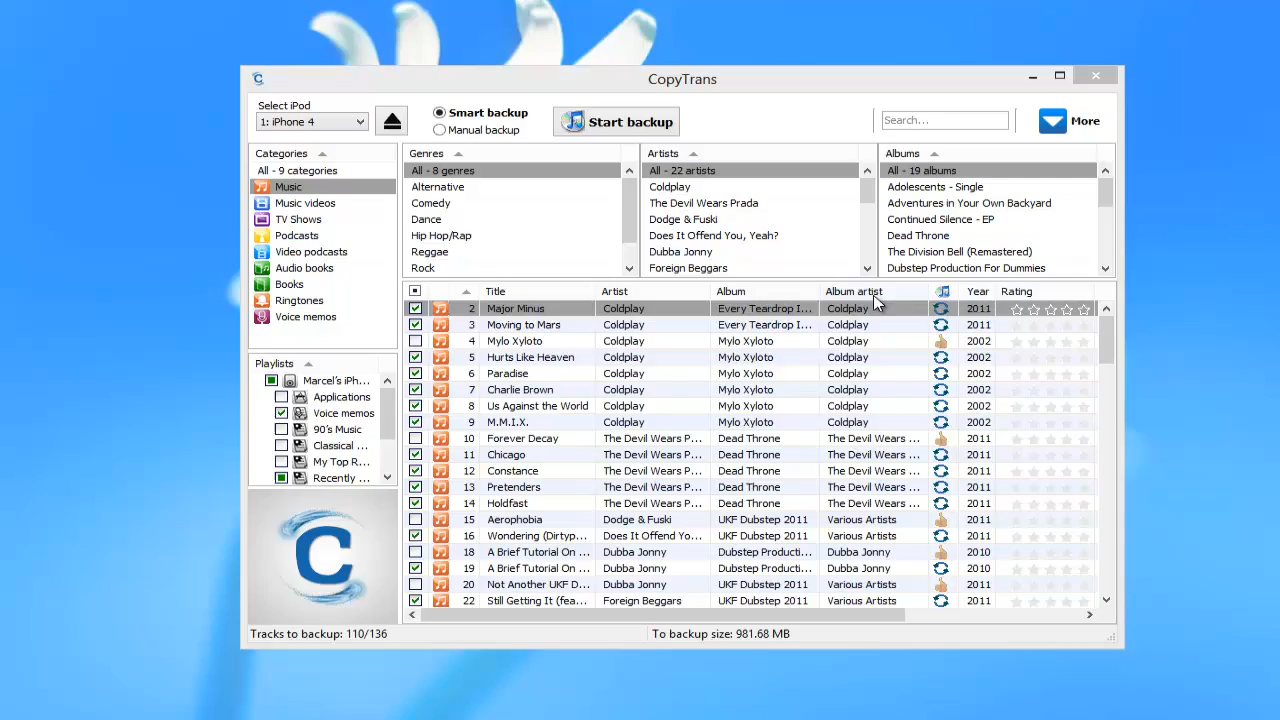 CopyTrans
Select iPod
1: iPhone 4
Smart backup
Manual backup
Start backup
Search...
More
Categories
All - 9 categories
Music
Music videos
TV Shows
Podcasts
Video podcasts
Audio books
Books
Ringtones
Voice memos
Genres
All - 8 genres
Alternative
Comedy
Dance
Hip Hop/Rap
Reggae
Rock
Artists
All - 22 artists
Coldplay
The Devil Wears Prada
Dodge & Fuski
Does It Offend You, Yeah?
Dubba Jonny
Foreign Beggars
Albums
All - 19 albums
Adolescents - Single
Adventures in Your Own Backyard
Continued Silence - EP
Dead Throne
The Division Bell (Remastered)
Dubstep Production For Dummies
Playlists
Marcel's iPh...
Applications
Voice memos
90's Music
Classical ...
My Top R...
Recently ...
C
Title Artist Album Album artist Year Rating
2 Major Minus Coldplay Every Teardrop I... Coldplay 2011
3 Moving to Mars Coldplay Every Teardrop I... Coldplay 2011
4 Mylo Xyloto Coldplay Mylo Xyloto Coldplay 2002
5 Hurts Like Heaven Coldplay Mylo Xyloto Coldplay 2002
6 Paradise Coldplay Mylo Xyloto Coldplay 2002
7 Charlie Brown Coldplay Mylo Xyloto Coldplay 2002
8 Us Against the World Coldplay Mylo Xyloto Coldplay 2002
9 M.M.I.X. Coldplay Mylo Xyloto Coldplay 2002
10 Forever Decay The Devil Wears P... Dead Throne The Devil Wears ... 2011
11 Chicago The Devil Wears P... Dead Throne The Devil Wears ... 2011
12 Constance The Devil Wears P... Dead Throne The Devil Wears ... 2011
13 Pretenders The Devil Wears P... Dead Throne The Devil Wears ... 2011
14 Holdfast The Devil Wears P... Dead Throne The Devil Wears ... 2011
15 Aerophobia Dodge & Fuski UKF Dubstep 2011 Various Artists 2011
16 Wondering (Dirtyp... Does It Offend Yo... UKF Dubstep 2011 Various Artists 2011
18 A Brief Tutorial On ... Dubba Jonny Dubstep Producti... Dubba Jonny 2010
19 A Brief Tutorial On ... Dubba Jonny Dubstep Producti... Dubba Jonny 2010
20 Not Another UKF D... Dubba Jonny UKF Dubstep 2011 Various Artists 2011
22 Still Getting It (fea... Foreign Beggars UKF Dubstep 2011 Various Artists 2011
Tracks to backup: 110/136
To backup size: 981.68 MB